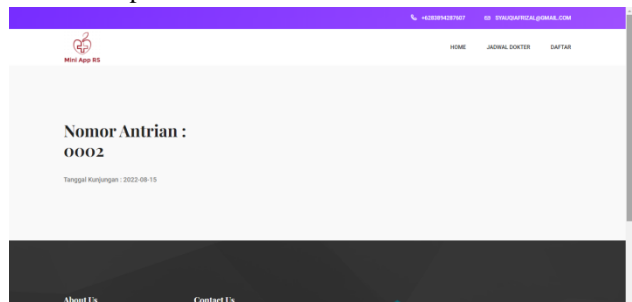 +6285894287607 SYAUQIAFRIZAL@GMAIL.COM
Mini App RS
HOME JADWAL DOKTER DAFTAR
Nomor Antrian :
0002
Tanggal Kunjungan : 2022-08-15
About Us Contact Us